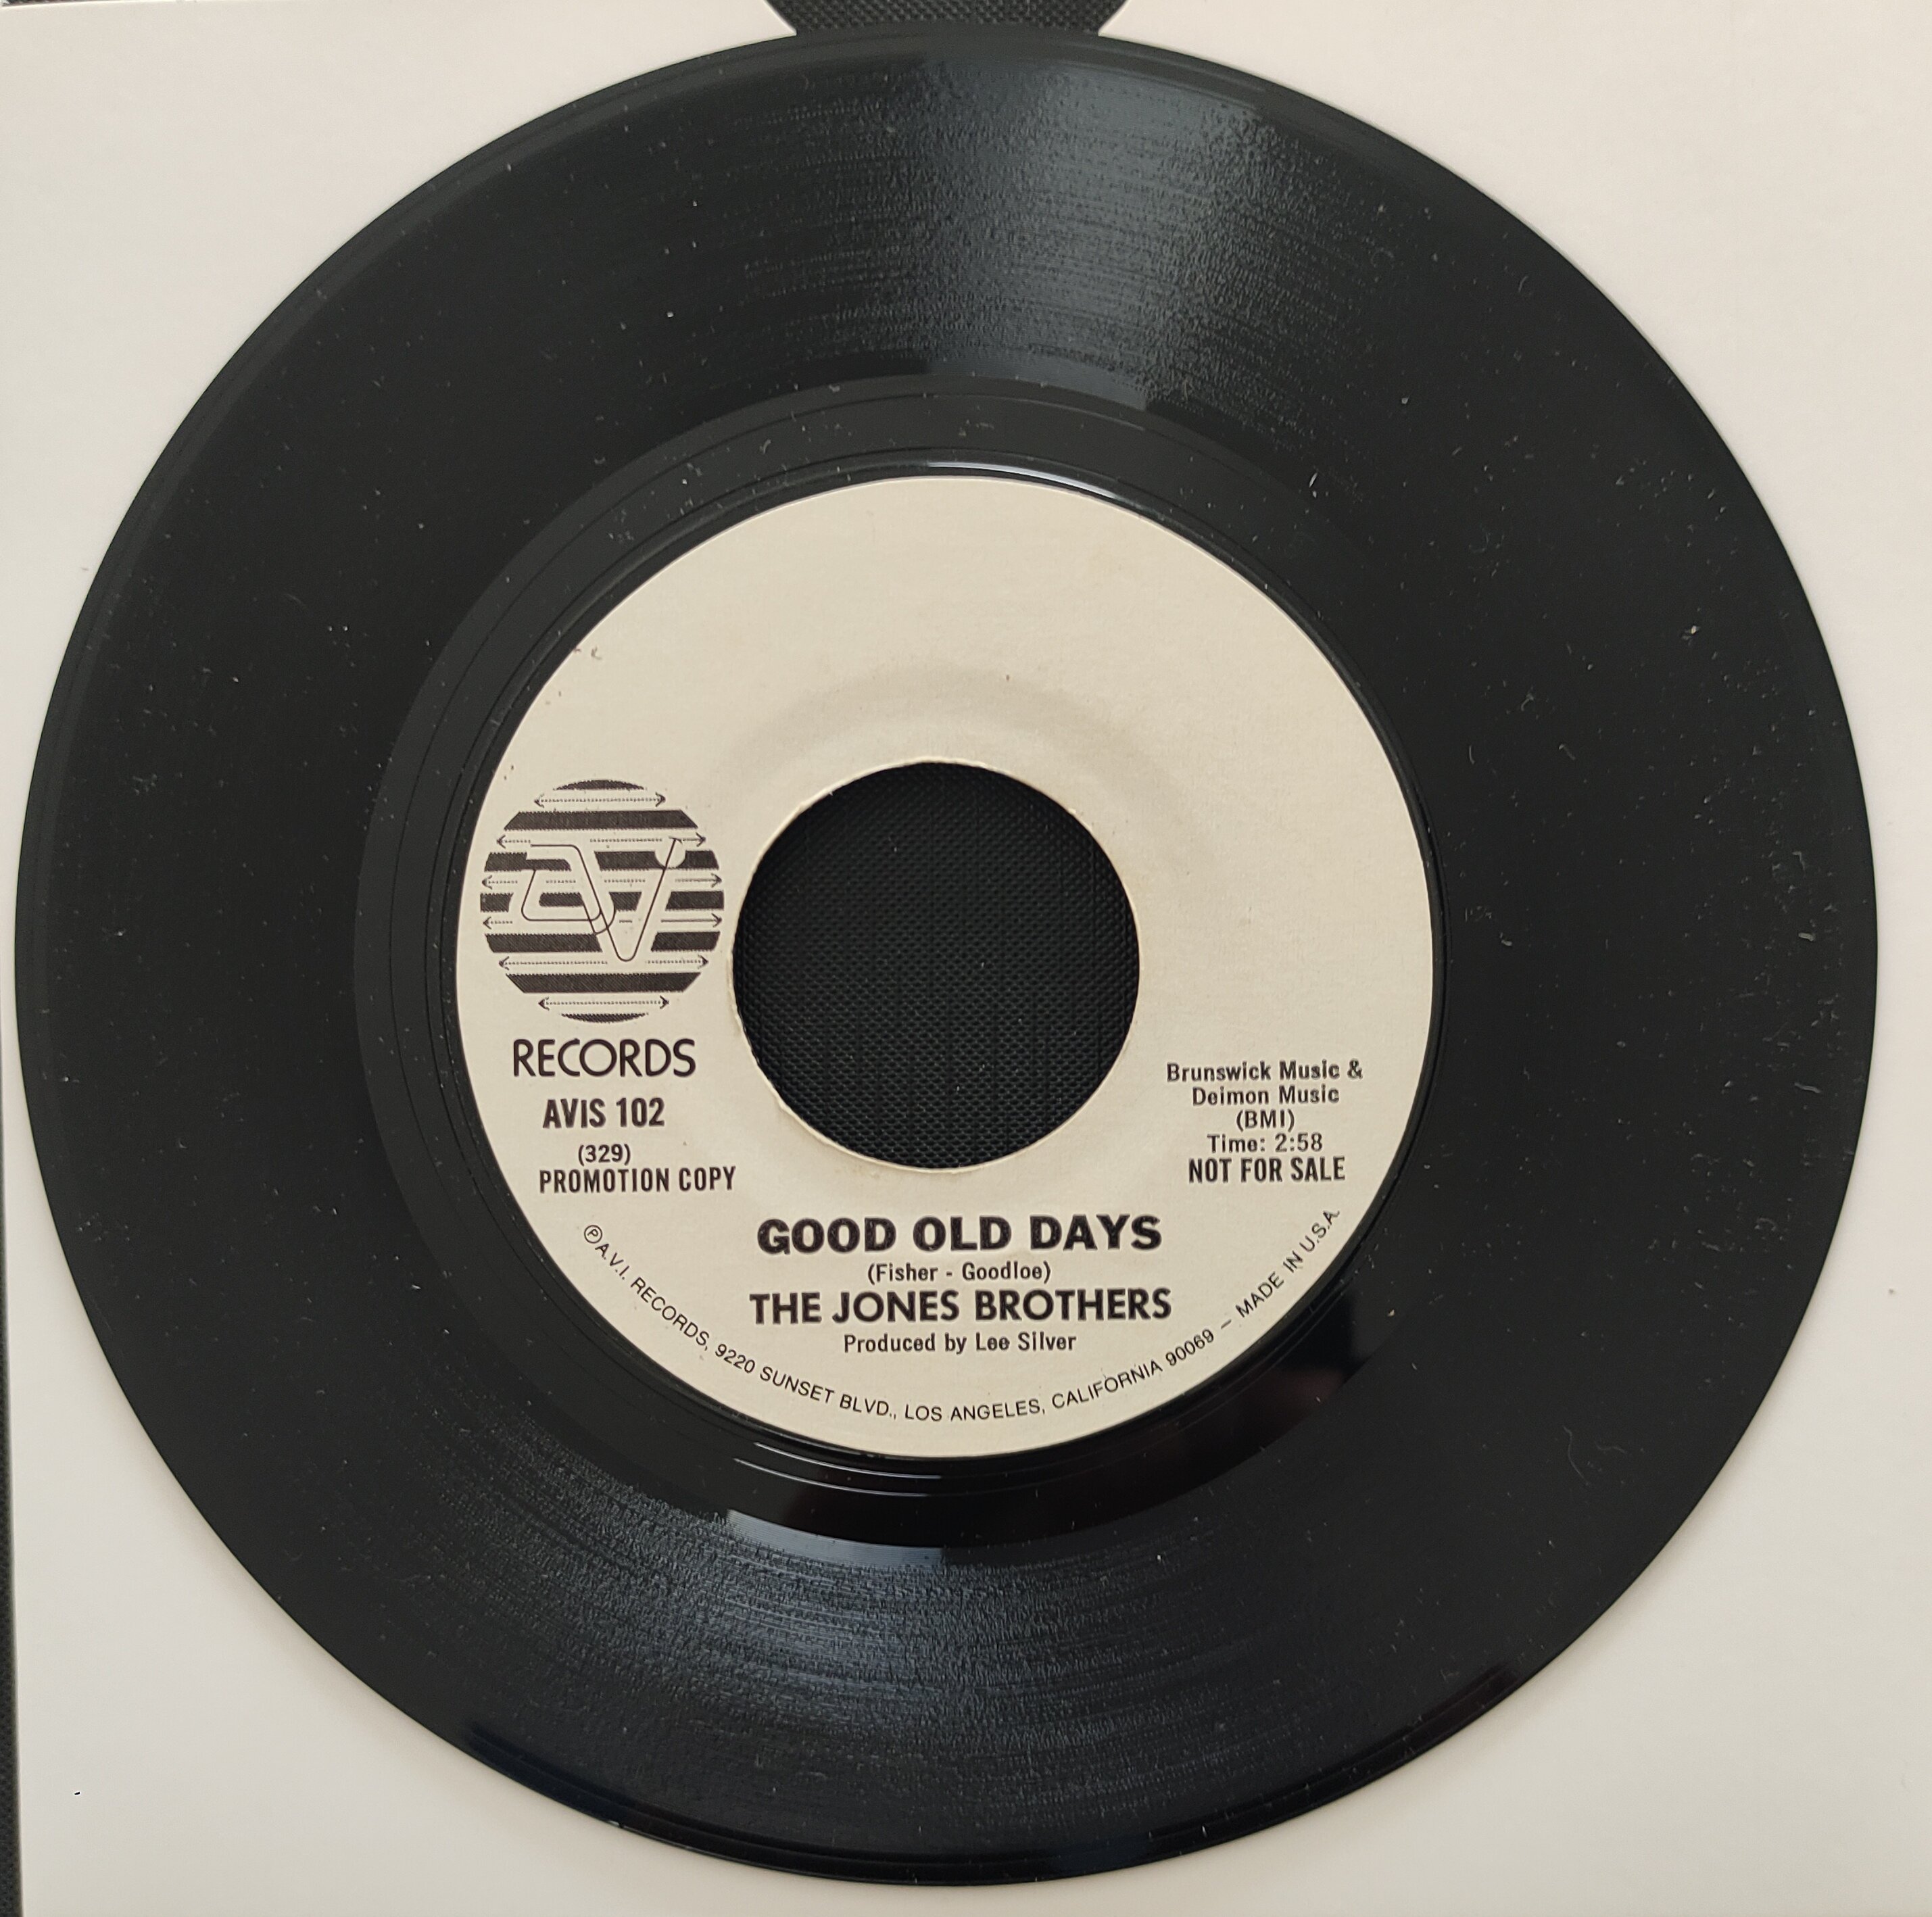 AVI
RECORDS
AVIS 102
(329)
PROMOTION COPY
Brunswick Music &
Deimon Music
(BMI)
Time: 2:58
NOT FOR SALE
GOOD OLD DAYS
(Fisher - Goodloe)
THE JONES BROTHERS
Produced by Lee Silver
℗ A.V.I. RECORDS, 9220 SUNSET BLVD., LOS ANGELES, CALIFORNIA 90069 — MADE IN U.S.A.